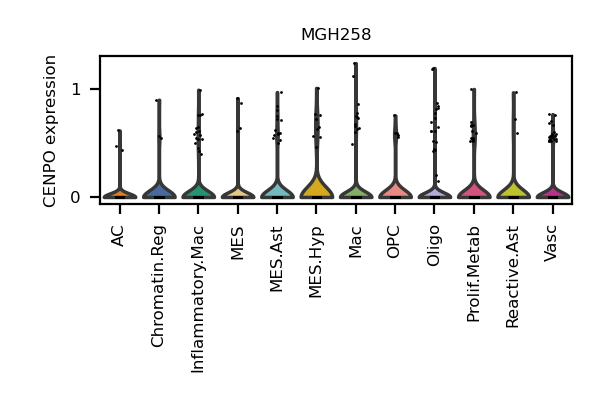 MGH258
CENPO expression
1
0
AC
Chromatin.Reg
Inflammatory.Mac
MES
MES.Ast
MES.Hyp
Mac
OPC
Oligo
Prolif.Metab
Reactive.Ast
Vasc